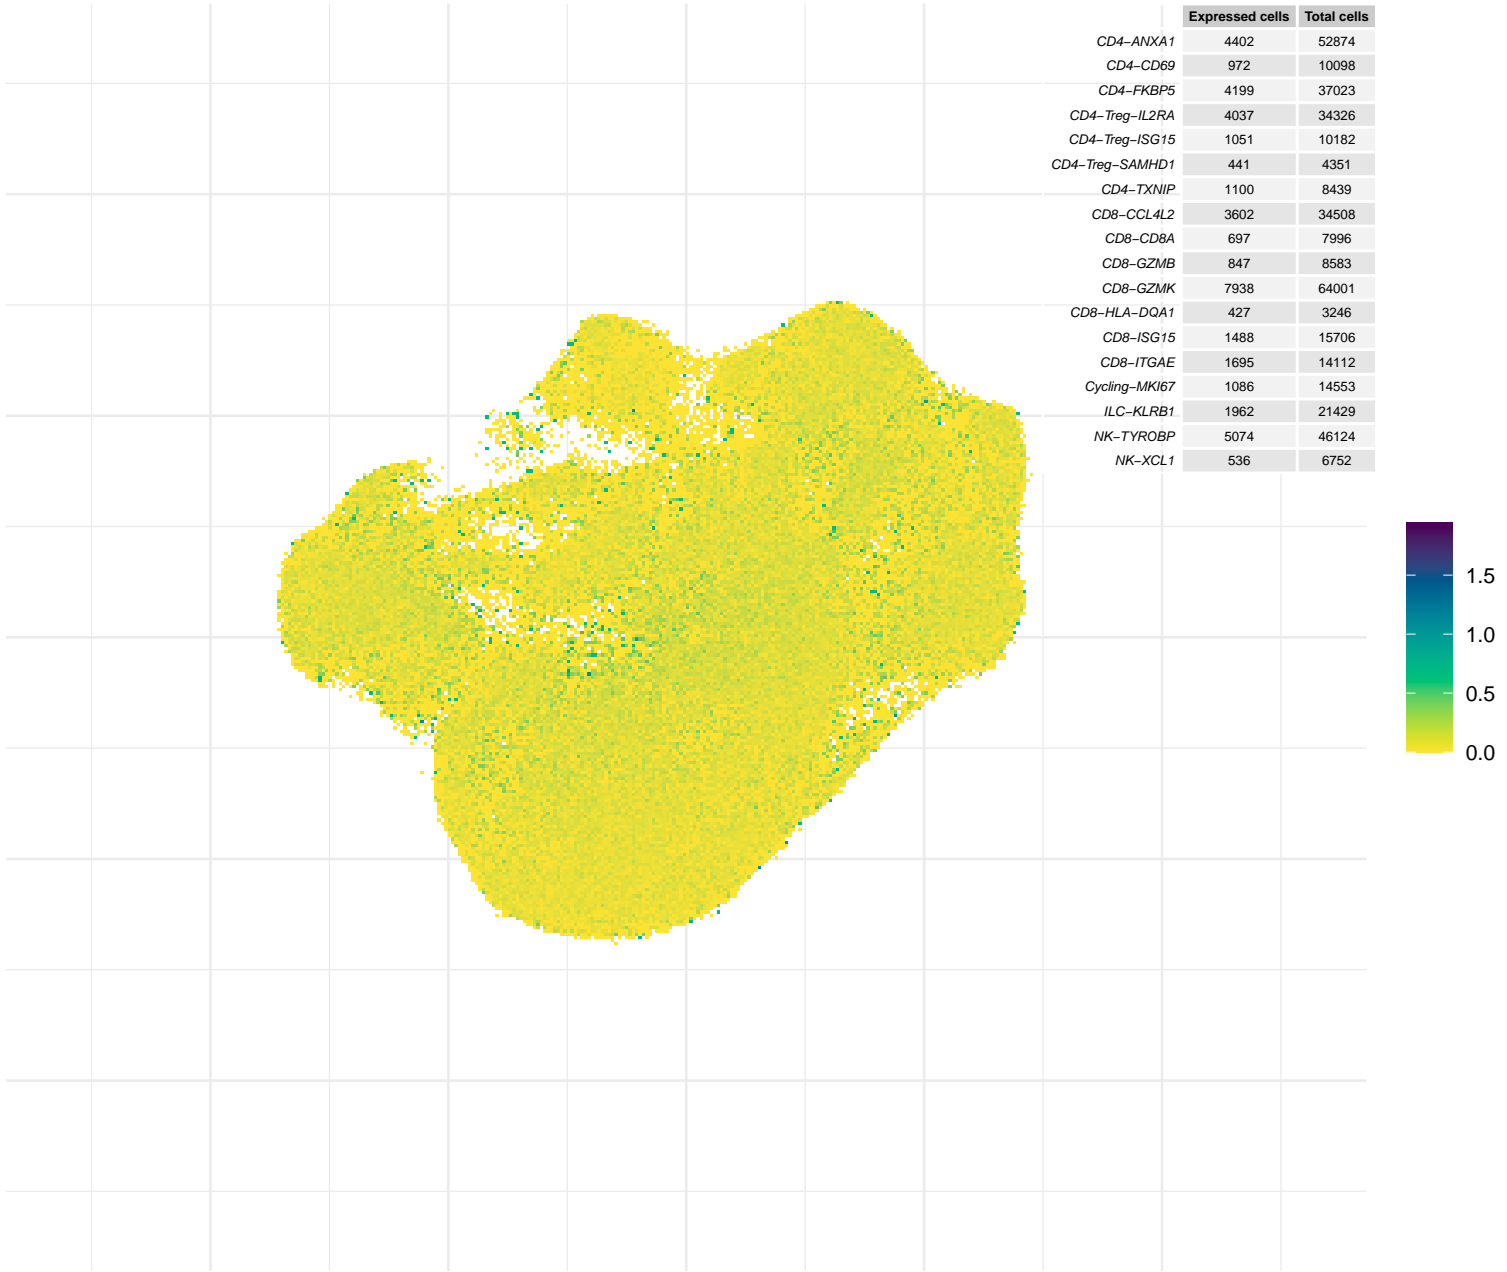 Expressed cells Total cells
CD4−ANXA1 4402 52874
CD4−CD69 972 10098
CD4−FKBP5 4199 37023
CD4−Treg−IL2RA 4037 34326
CD4−Treg−ISG15 1051 10182
CD4−Treg−SAMHD1 441 4351
CD4−TXNIP 1100 8439
CD8−CCL4L2 3602 34508
CD8−CD8A 697 7996
CD8−GZMB 847 8583
CD8−GZMK 7938 64001
CD8−HLA−DQA1 427 3246
CD8−ISG15 1488 15706
CD8−ITGAE 1695 14112
Cycling−MKI67 1086 14553
ILC−KLRB1 1962 21429
NK−TYROBP 5074 46124
NK−XCL1 536 6752
1.5
1.0
0.5
0.0